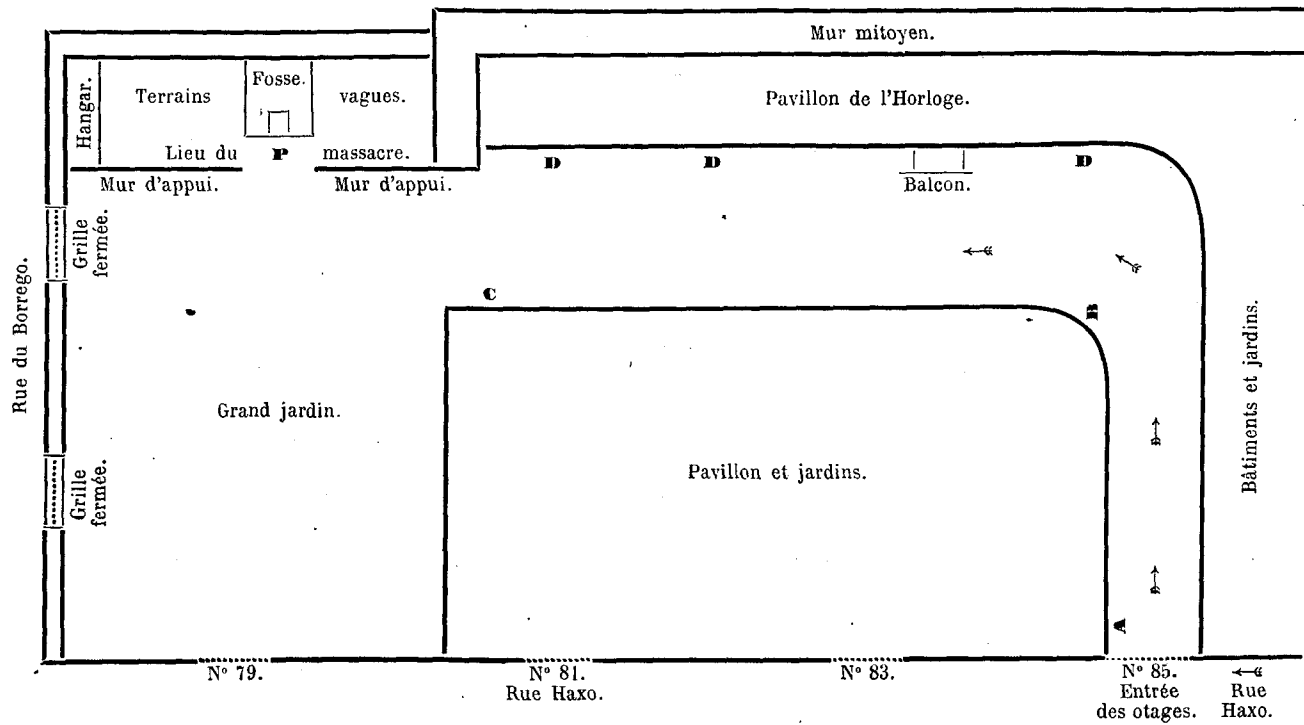 Mur mitoyen.
Hangar.
Terrains
Fosse.
vagues.
Pavillon de l'Horloge.
Lieu du P massacre.
D D D
Mur d'appui.
Mur d'appui.
Balcon.
Rue du Borrego.
Grille
fermée.
C
B
Grand jardin.
Pavillon et jardins.
Bâtiments et jardins.
Grille
fermée.
A
N° 79.
N° 81.
N° 83.
N° 85.
Rue Haxo.
Entrée
des otages.
Rue
Haxo.